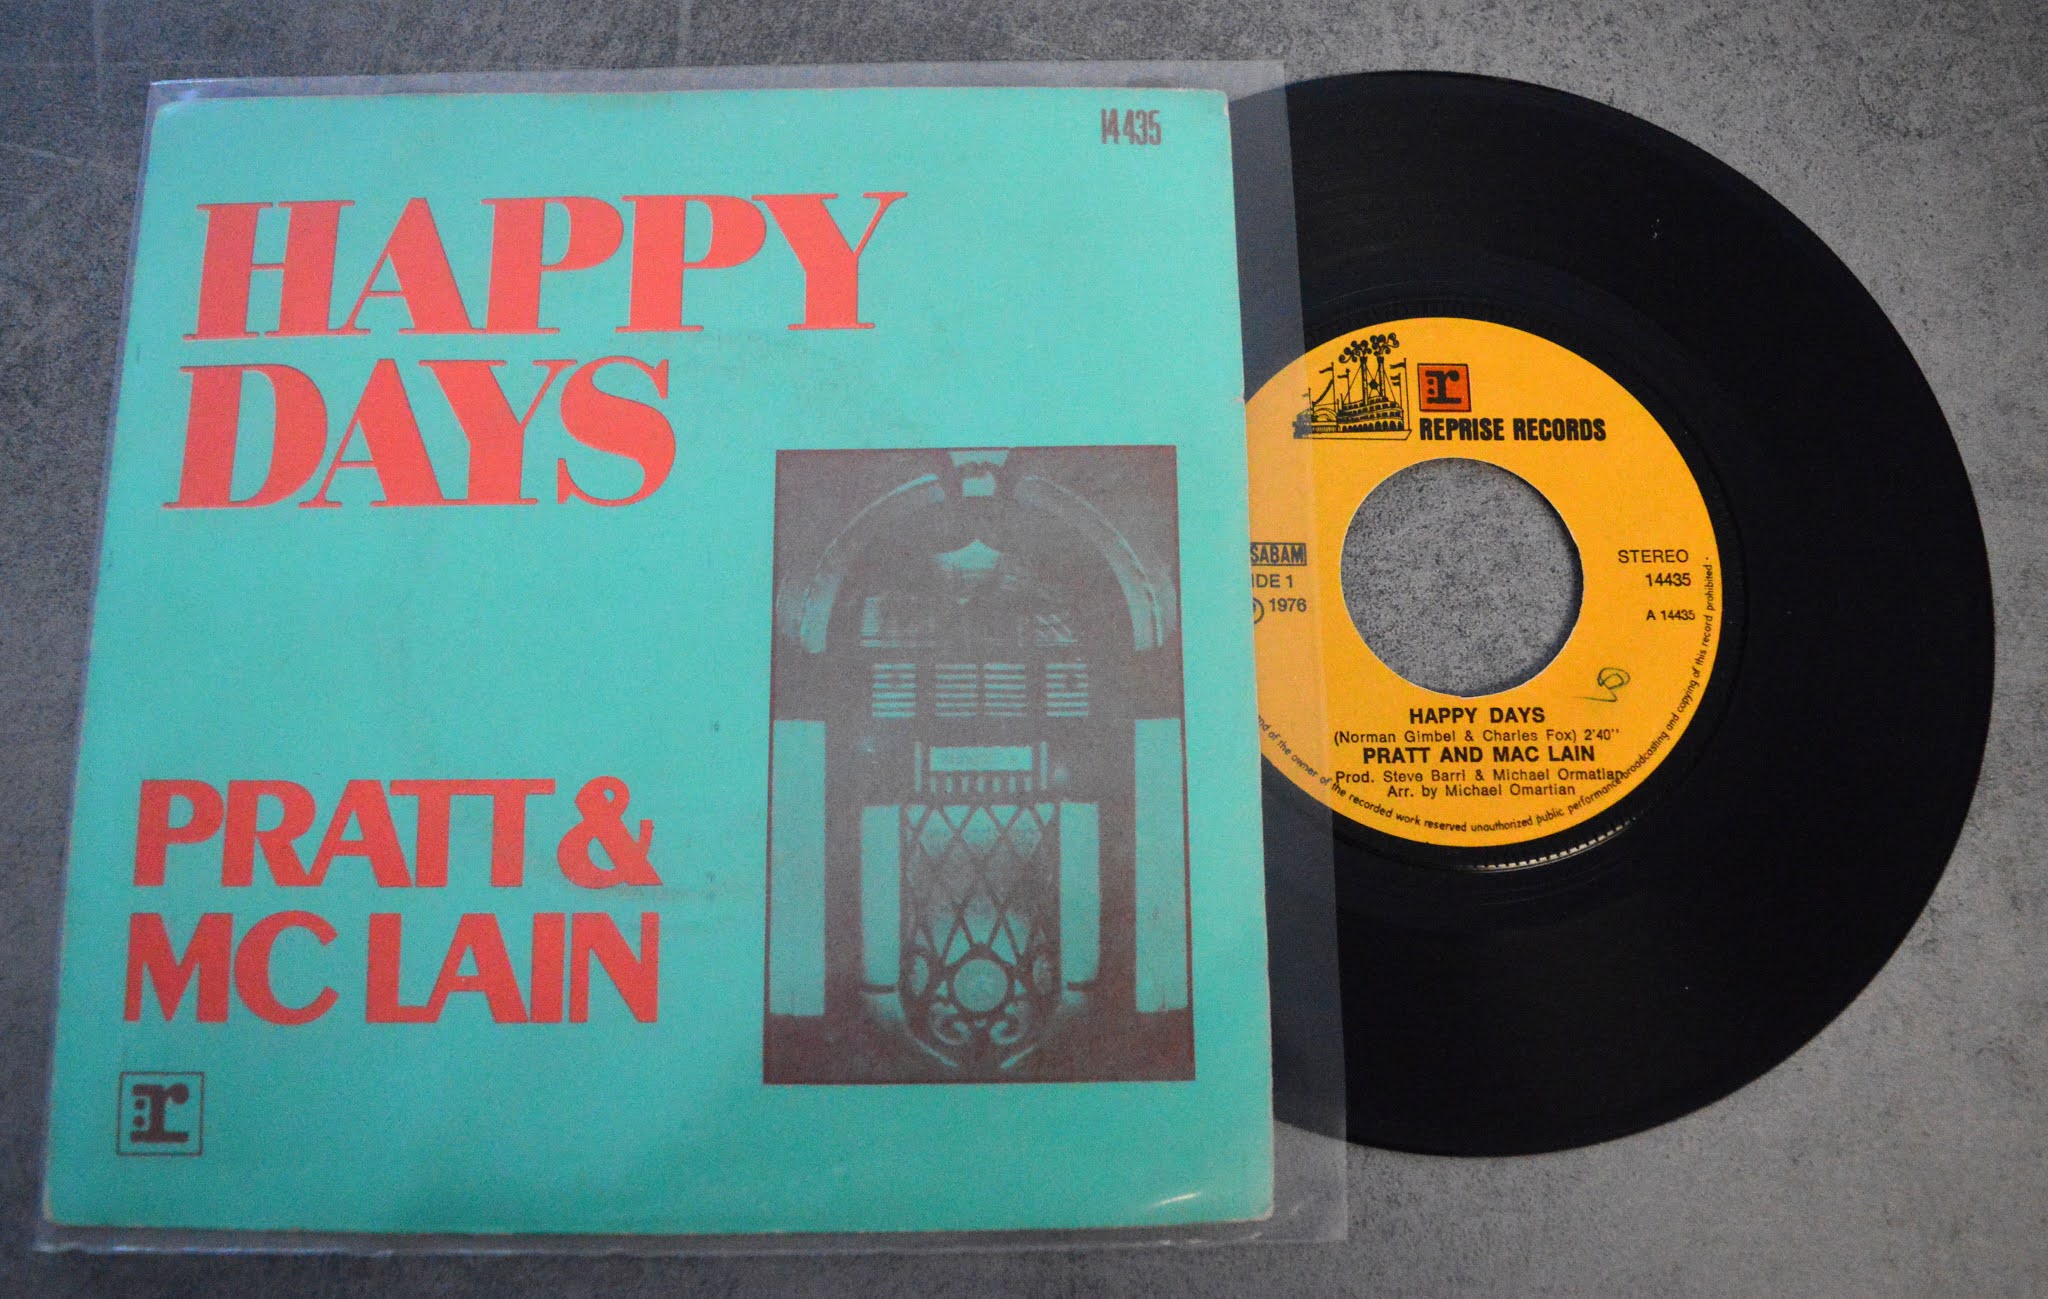 14435
HAPPY
DAYS
PRATT &
MC LAIN
r
r
REPRISE RECORDS
SABAM
IDE 1
℗ 1976
STEREO
14435
A 14435
HAPPY DAYS
(Norman Gimbel & Charles Fox) 2'40''
PRATT AND MAC LAIN
Prod. Steve Barri & Michael Ormatian
Arr. by Michael Omartian
and of the owner of the recorded work reserved unauthorized public performance broadcasting and copying of this record prohibited.